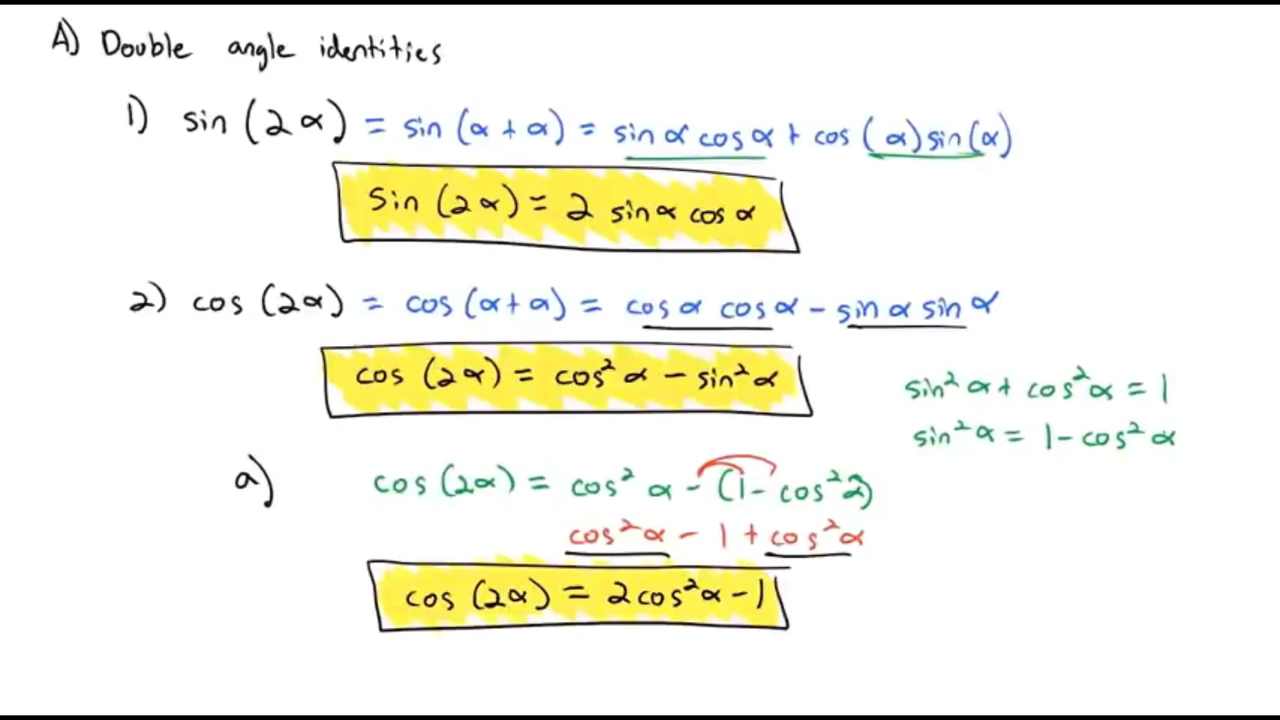 A) Double angle identities
1) sin (2α) = sin (α + α) = sin α cos α + cos (α) sin(α)
sin (2α) = 2 sin α cos α
2) cos (2α) = cos (α+α) = cos α cos α - sin α sin α
cos (2α) = cos² α - sin² α
sin² α + cos² α = 1
sin² α = 1 - cos² α
a) cos (2α) = cos² α - (1 - cos² α)
cos² α - 1 + cos² α
cos (2α) = 2 cos² α - 1